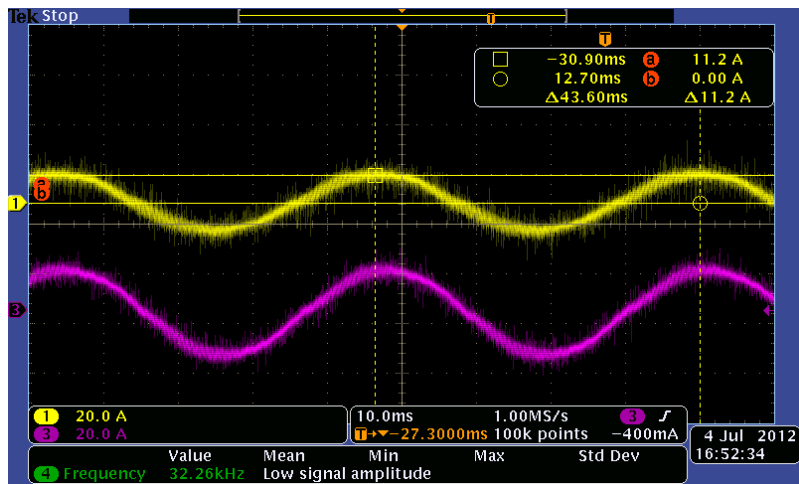 Tek Stop
T
T
−30.90ms a 11.2 A
12.70ms b 0.00 A
Δ43.60ms Δ11.2 A
a
b
1
3
1 20.0 A
3 20.0 A
10.0ms 1.00MS/s 3
T→▼−27.3000ms 100k points −400mA
Value Mean Min Max Std Dev
4 Frequency 32.26kHz Low signal amplitude
4 Jul 2012
16:52:34